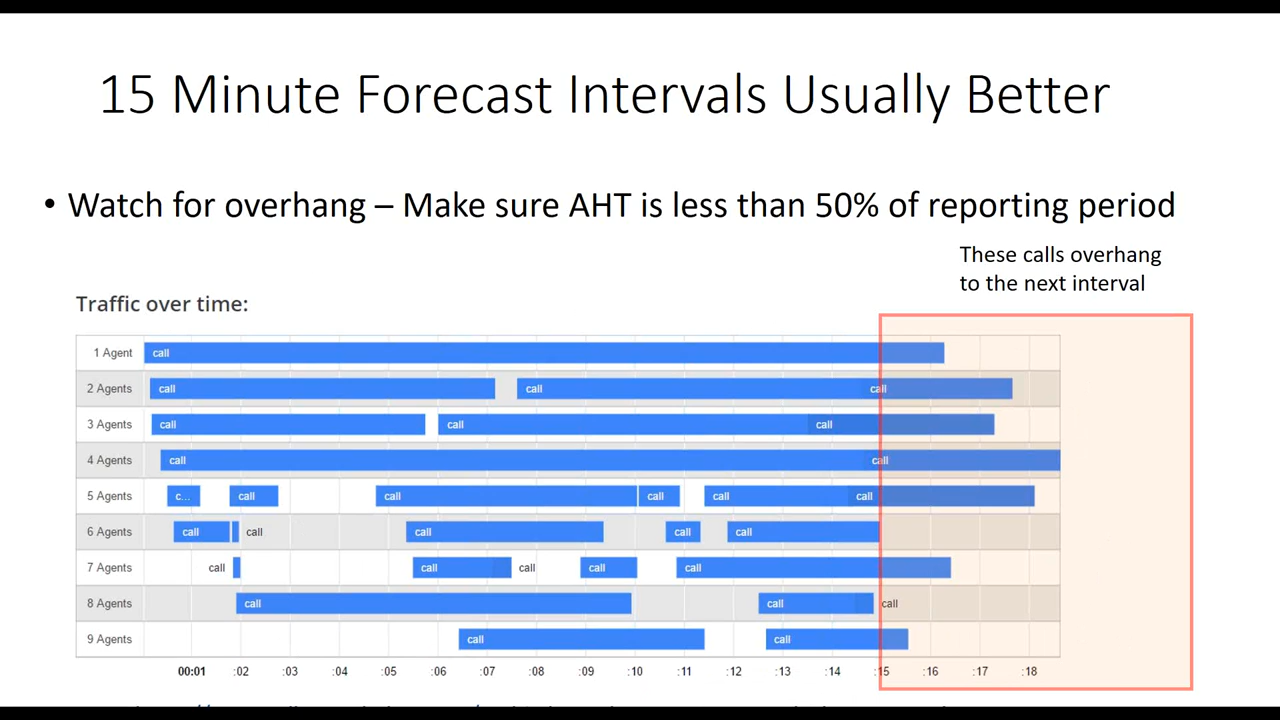 15 Minute Forecast Intervals Usually Better
• Watch for overhang – Make sure AHT is less than 50% of reporting period
These calls overhang
to the next interval
Traffic over time:
1 Agent call
2 Agents call call call
3 Agents call call call
4 Agents call call
5 Agents c... call call call call call
6 Agents call call call call call
7 Agents call call call call call
8 Agents call call call
9 Agents call call
00:01 :02 :03 :04 :05 :06 :07 :08 :09 :10 :11 :12 :13 :14 :15 :16 :17 :18